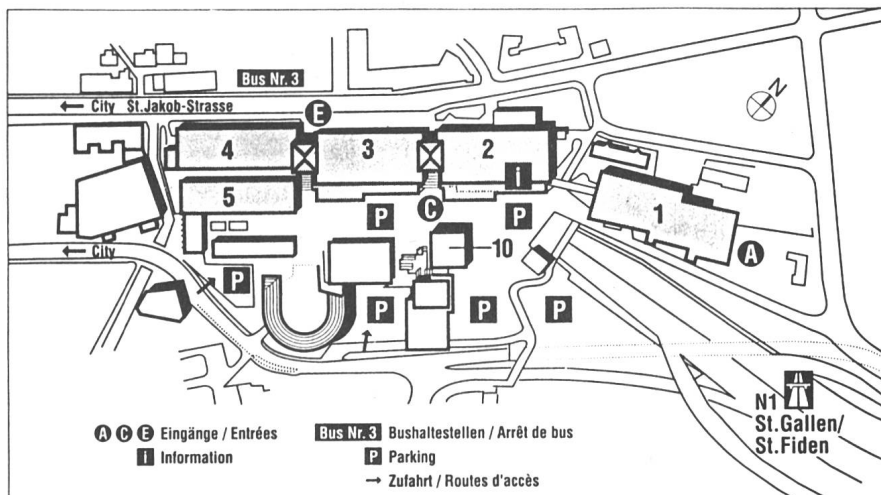 Bus Nr. 3
← City St.Jakob-Strasse
E
N
4
3
2
i
5
1
P
C
P
10
A
← City
P
P
P
P
N1
St.Gallen/
St.Fiden
A C E Eingänge / Entrées
i Information
Bus Nr. 3 Bushaltestellen / Arrêt de bus
P Parking
→ Zufahrt / Routes d'accès